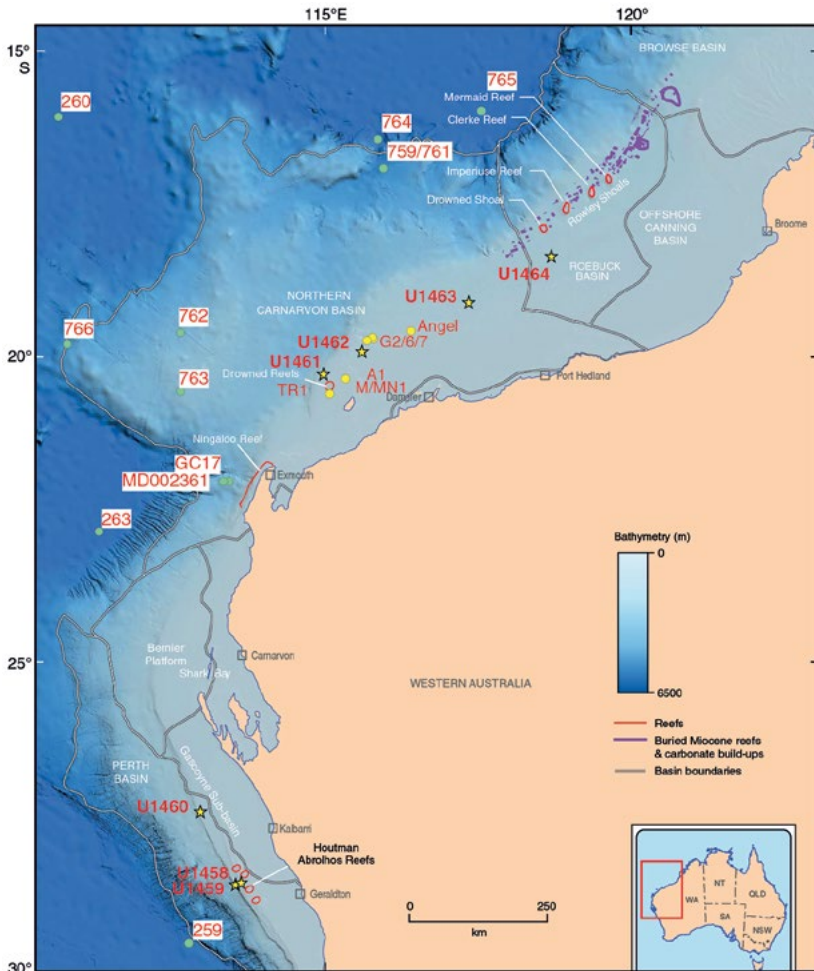 115°E
120°
15°
S
BROWSE BASIN
260
765
Mermaid Reef
Clerke Reef
764
759/761
Imperiuse Reef
Drowned Shoal
Rowley Shoals
OFFSHORE
CANNING
BASIN
Broome
U1464
ROEBUCK
BASIN
NORTHERN
CARNARVON BASIN
U1463
762
766
Angel
U1462
G2/6/7
20°
U1461
Drowned Reefs
A1
M/MN1
TR1
763
Port Hedland
Dampier
Ningaloo Reef
GC17
MD002361
Exmouth
263
Bathymetry (m)
0
6500
Bernier
Platform
Shark Bay
Carnarvon
25°
WESTERN AUSTRALIA
Reefs
Buried Miocene reefs
& carbonate build-ups
Basin boundaries
PERTH
BASIN
Gascoyne Sub-basin
U1460
Kalbarri
Houtman
Abrolhos Reefs
U1458
U1459
Geraldton
259
0
250
km
30°
NT
QLD
WA
SA
NSW